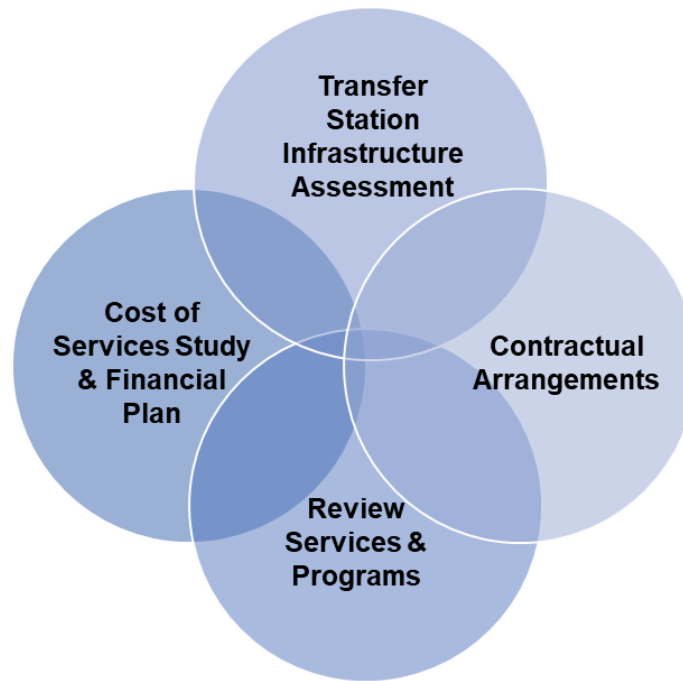 Transfer
Station
Infrastructure
Assessment
Cost of
Services Study
& Financial
Plan
Contractual
Arrangements
Review
Services &
Programs